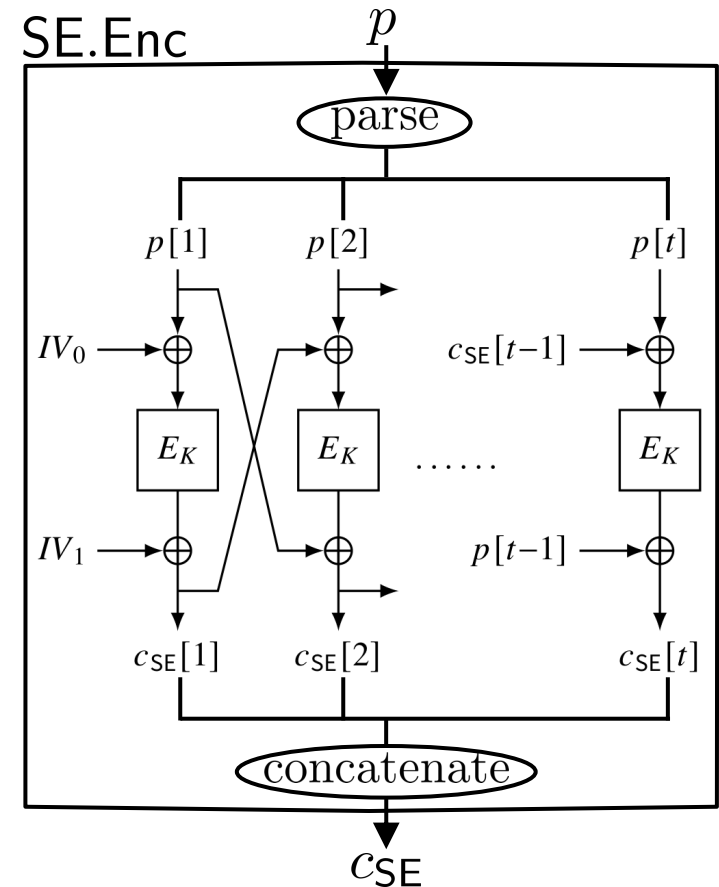 SE.Enc
p
parse
p[1] p[2] p[t]
IV₀ c_SE[t−1]
E_K E_K ...... E_K
IV₁ p[t−1]
c_SE[1] c_SE[2] c_SE[t]
concatenate
c_SE